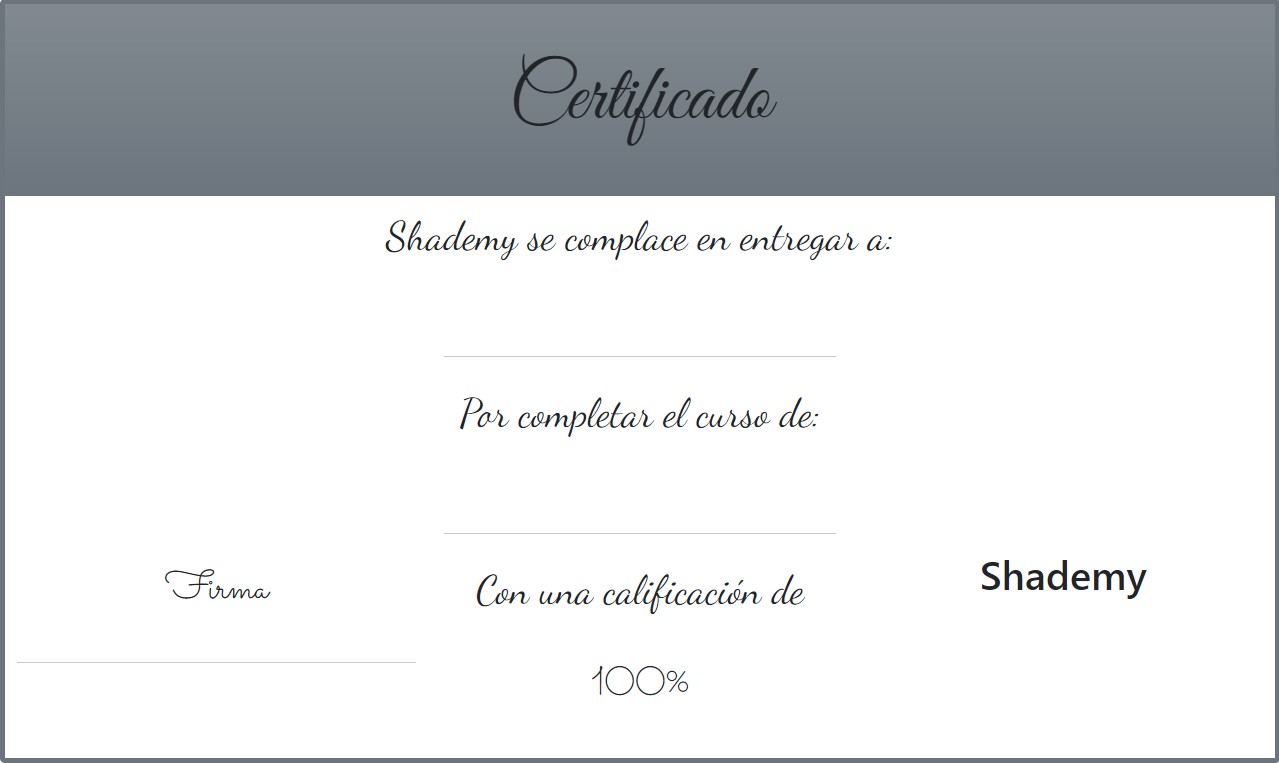 Certificado
Shademy se complace en entregar a:
Por completar el curso de:
Firma
Con una calificación de
100%
Shademy